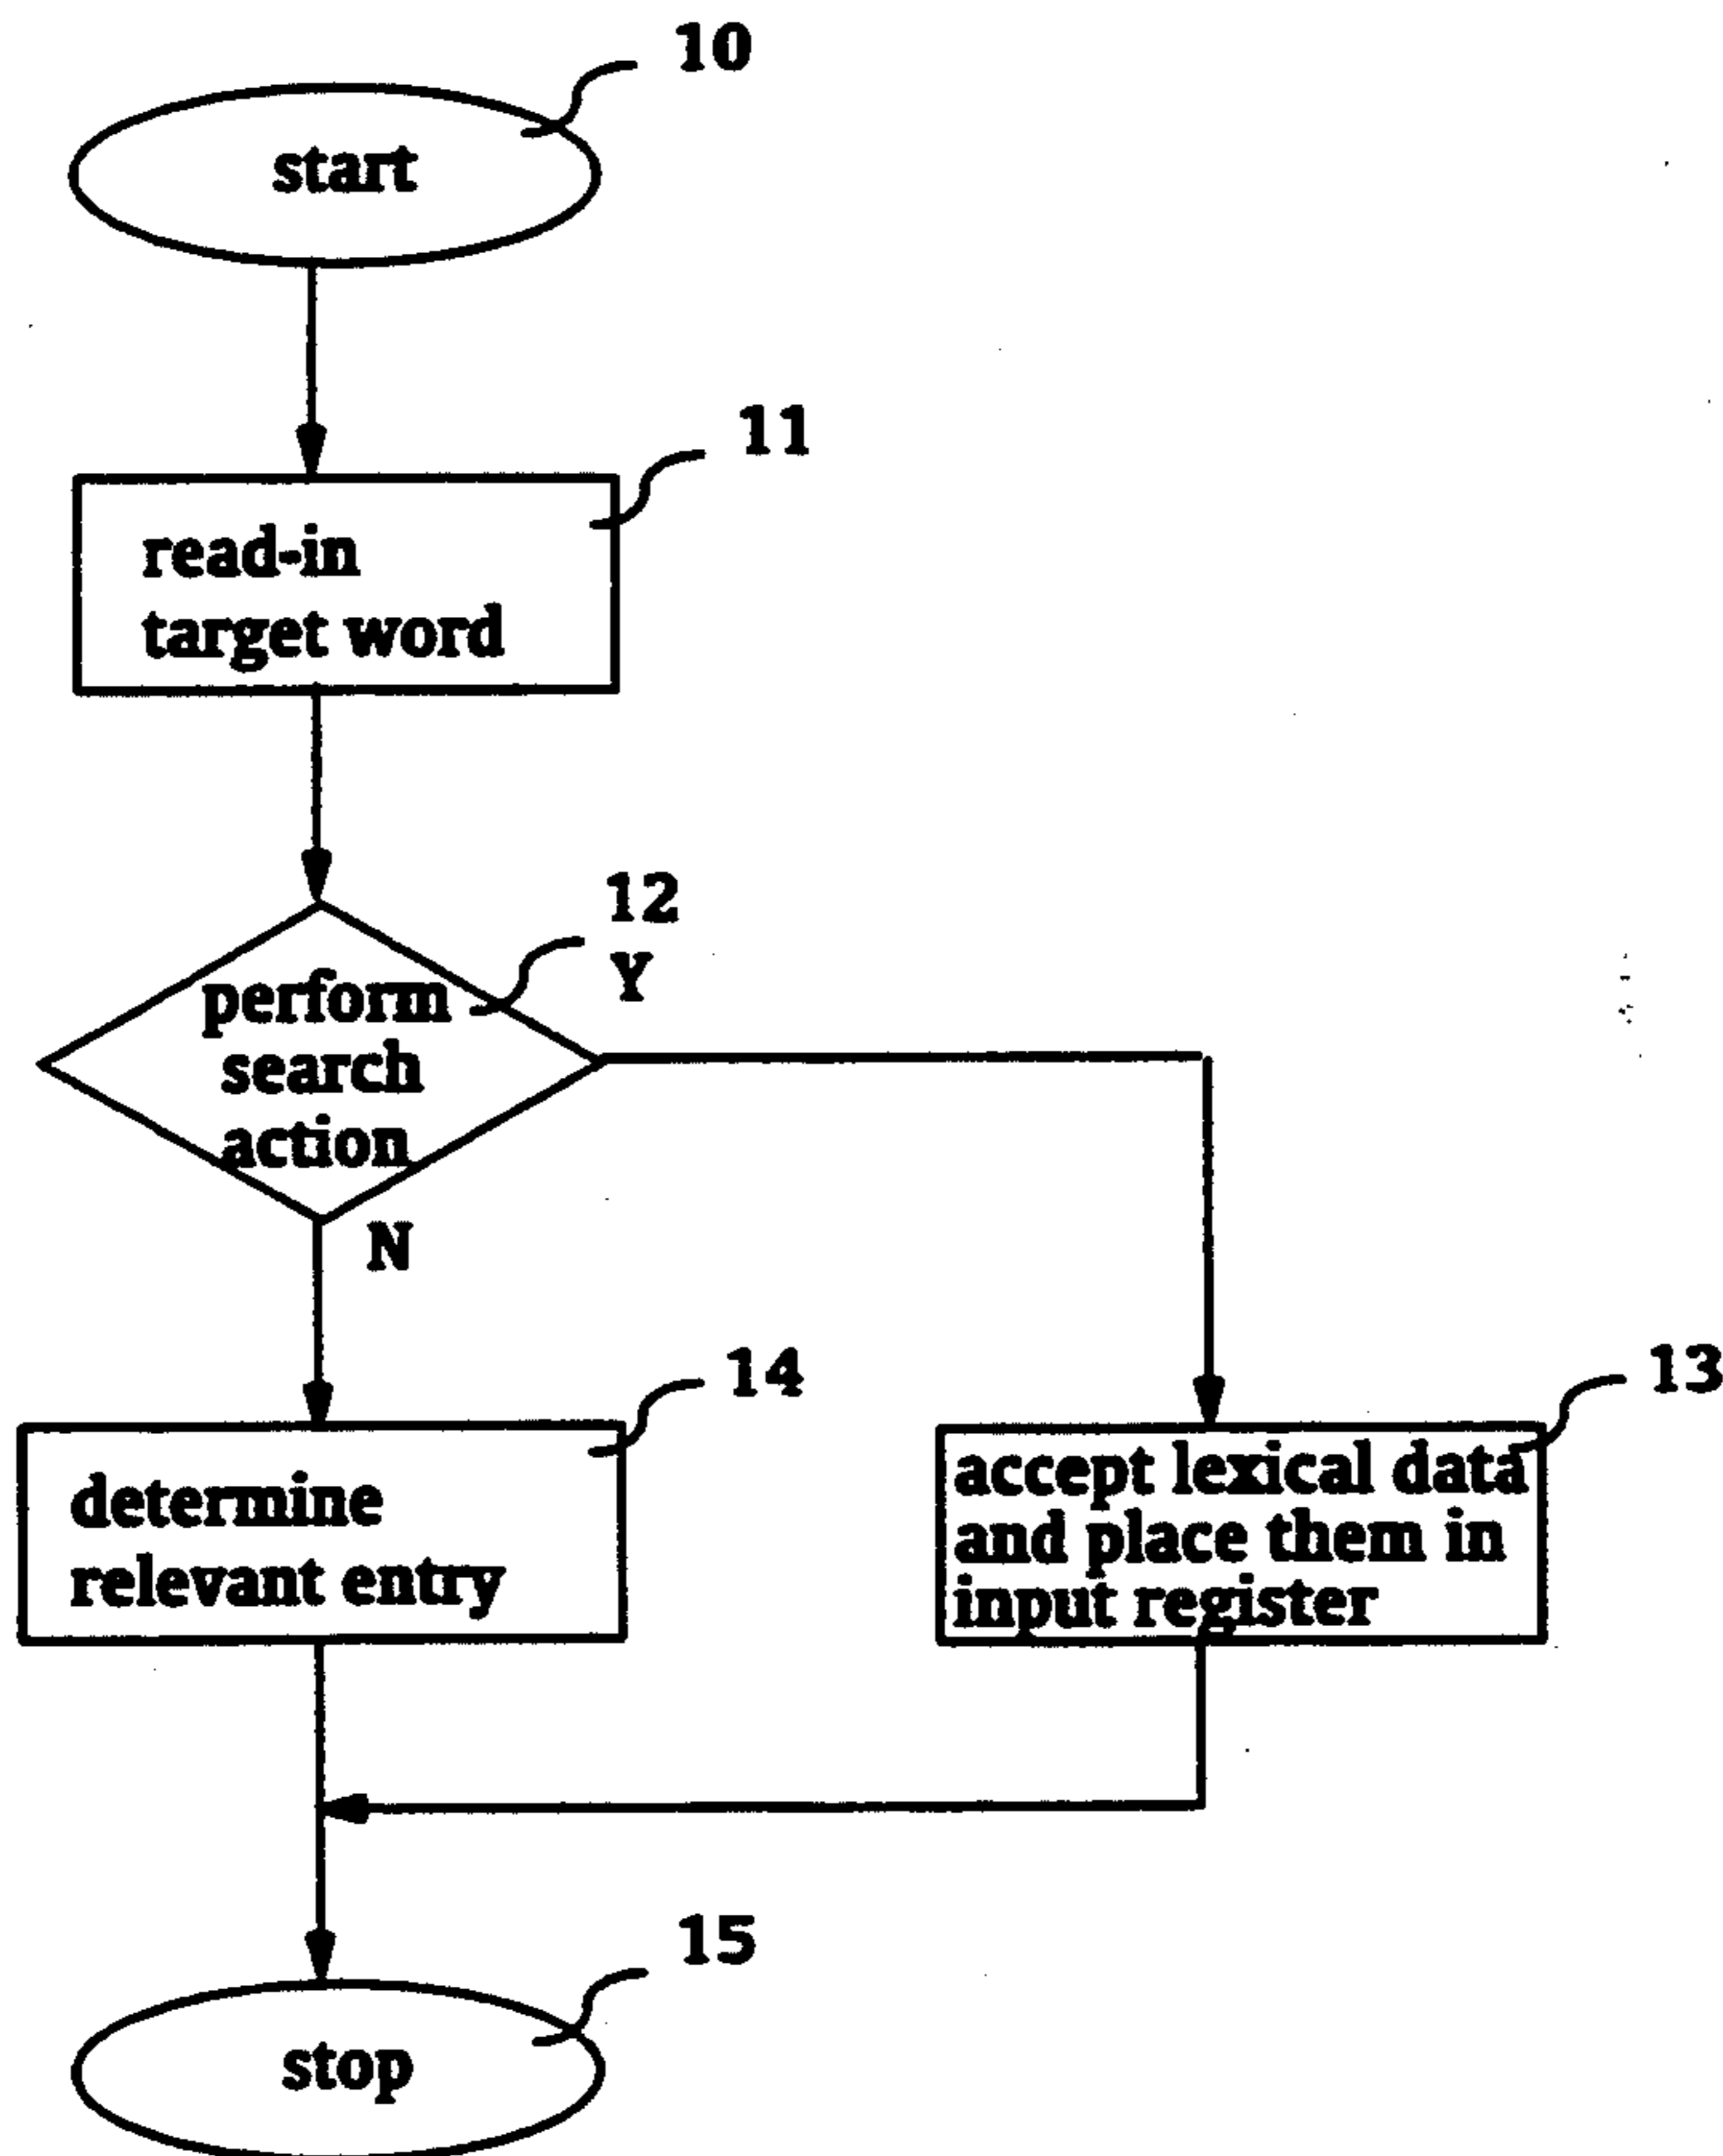 10
start
11
read-in
target word
12
Y
perform
search
action
N
14
determine
relevant entry
13
accept lexical data
and place them in
input register
15
stop